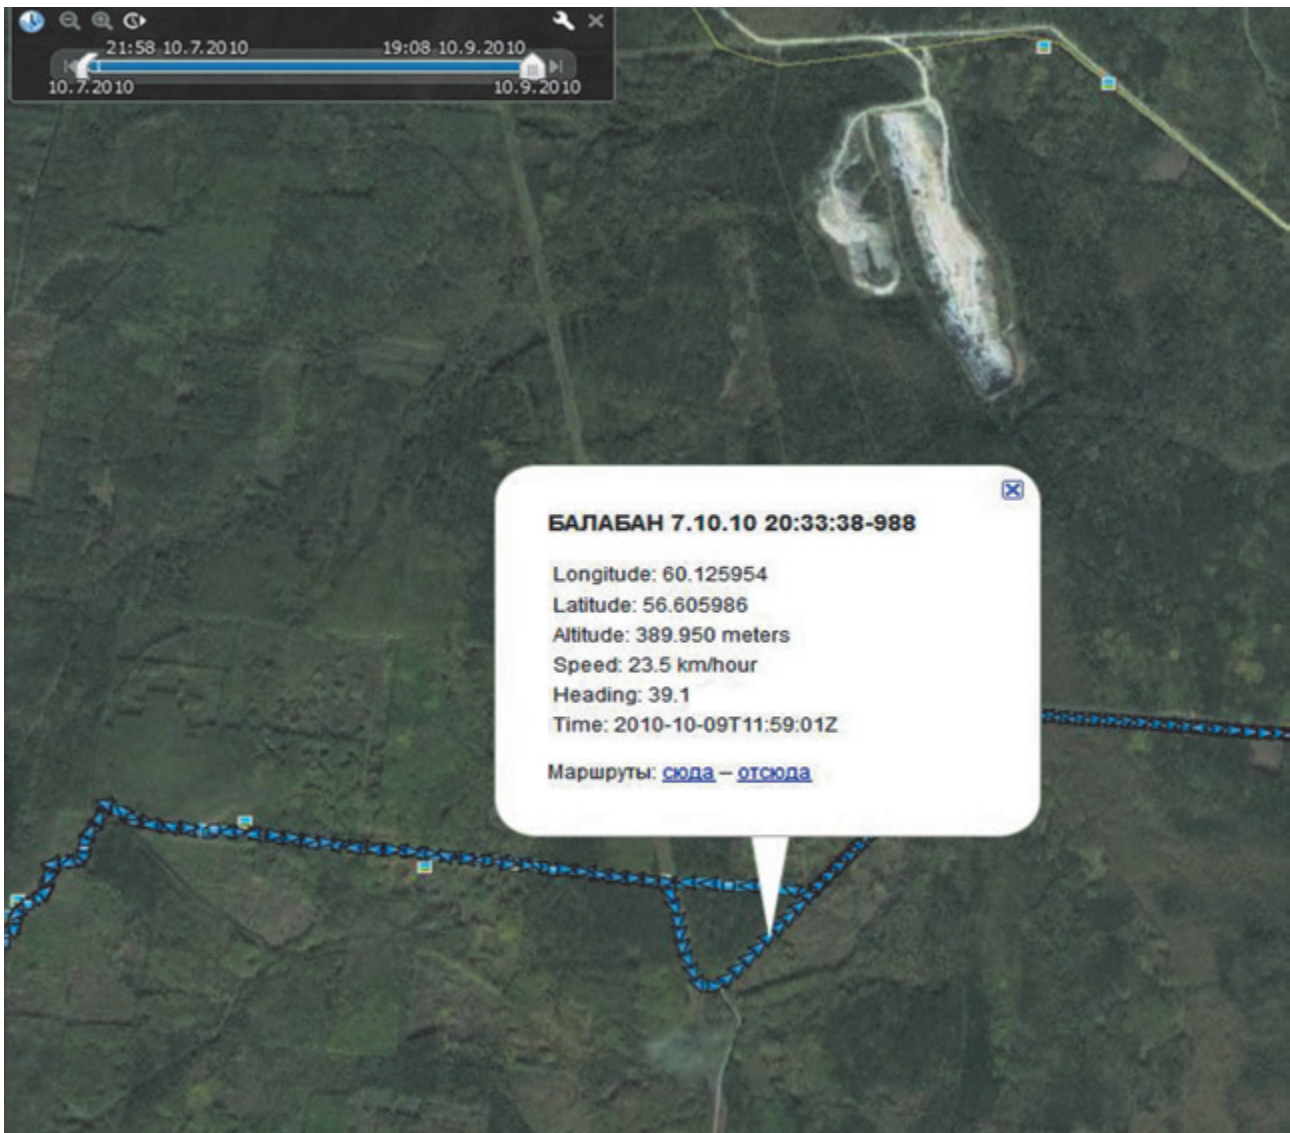 21:58 10.7.2010 19:08 10.9.2010
10.7.2010 10.9.2010
БАЛАБАН 7.10.10 20:33:38-988
Longitude: 60.125954
Latitude: 56.605986
Altitude: 389.950 meters
Speed: 23.5 km/hour
Heading: 39.1
Time: 2010-10-09T11:59:01Z
Маршруты: сюда – отсюда